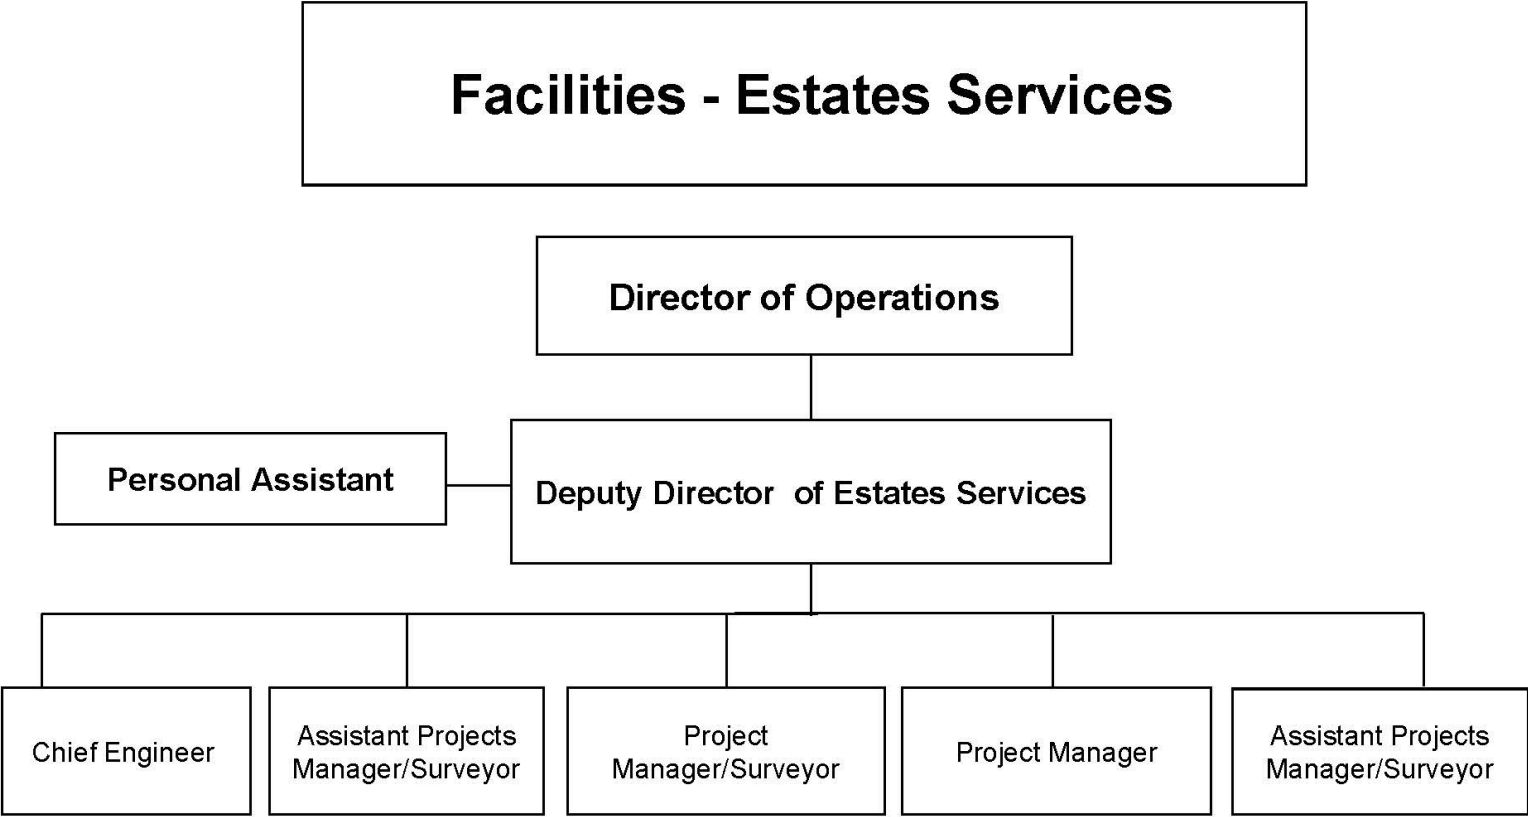 Facilities - Estates Services
Director of Operations
Personal Assistant
Deputy Director of Estates Services
Chief Engineer
Assistant Projects
Manager/Surveyor
Project
Manager/Surveyor
Project Manager
Assistant Projects
Manager/Surveyor